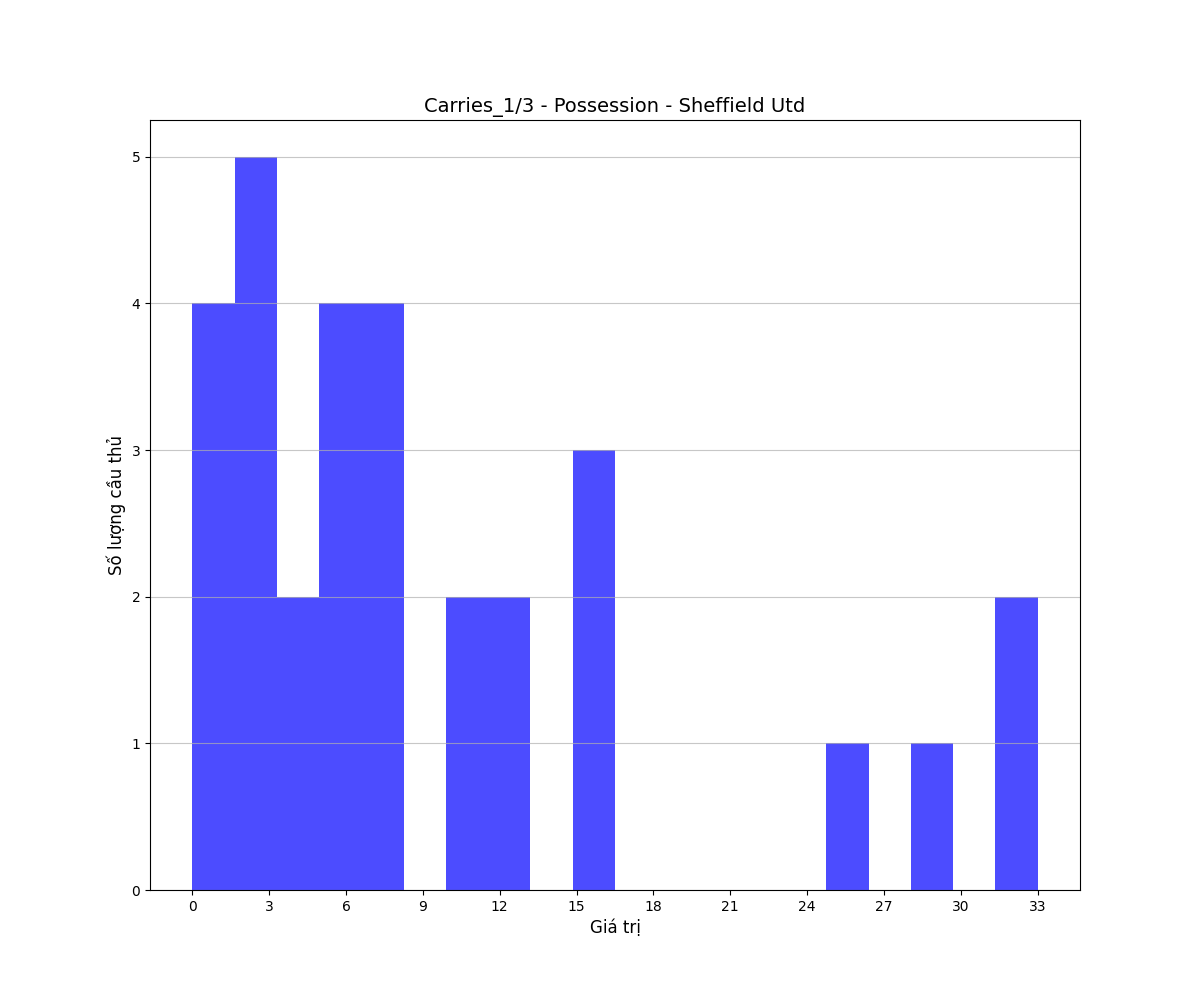 Carries_1/3 - Possession - Sheffield Utd
Số lượng cầu thủ
5
4
3
2
1
0
0 3 6 9 12 15 18 21 24 27 30 33
Giá trị